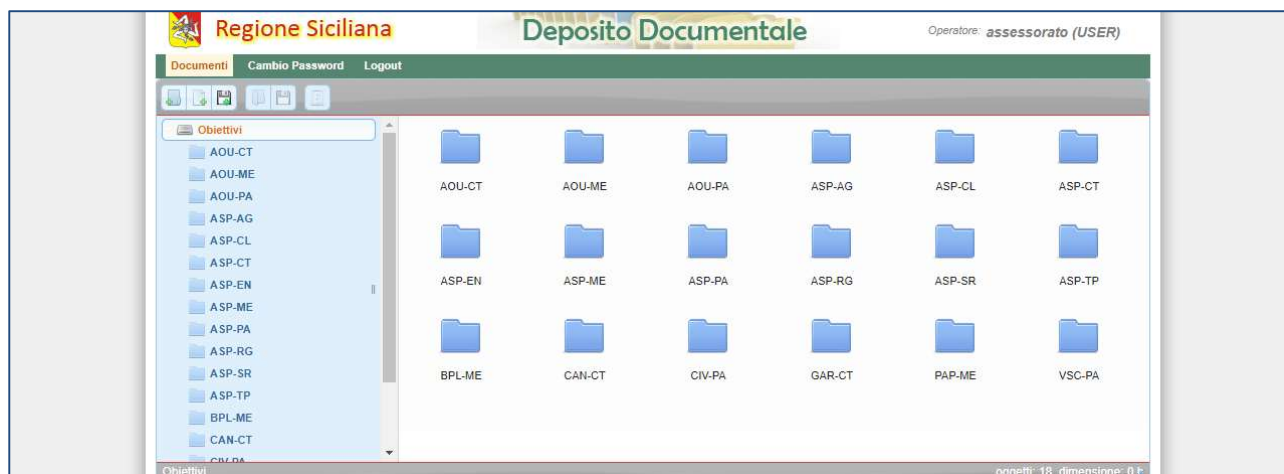 Regione Siciliana
Deposito Documentale
Operatore: assessorato (USER)
Documenti Cambio Password Logout
Obiettivi
AOU-CT
AOU-ME
AOU-PA
ASP-AG
ASP-CL
ASP-CT
ASP-EN
ASP-ME
ASP-PA
ASP-RG
ASP-SR
ASP-TP
BPL-ME
CAN-CT
CIV-PA
AOU-CT AOU-ME AOU-PA ASP-AG ASP-CL ASP-CT
ASP-EN ASP-ME ASP-PA ASP-RG ASP-SR ASP-TP
BPL-ME CAN-CT CIV-PA GAR-CT PAP-ME VSC-PA
Obiettivi
oggetti: 18, dimensione: 0